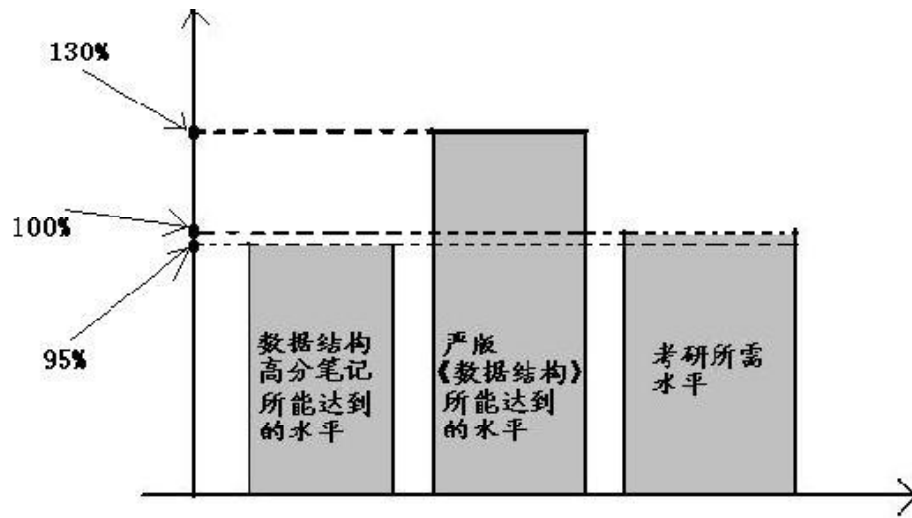 130%
100%
95%
数据结构
高分笔记
所能达到
的水平
严版
《数据结构》
所能达到
的水平
考研所需
水平